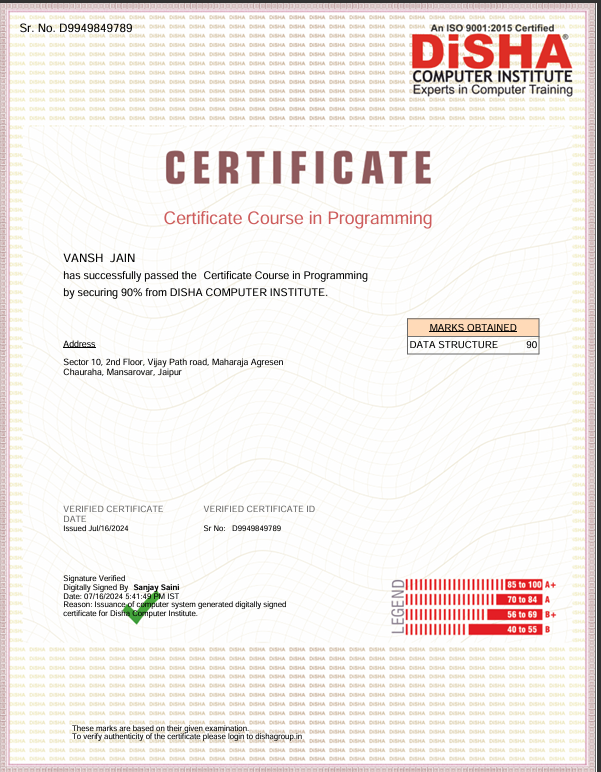 Sr. No. D9949849789
An ISO 9001:2015 Certified
DiSHA®
COMPUTER INSTITUTE
Experts in Computer Training
CERTIFICATE
Certificate Course in Programming
VANSH JAIN
has successfully passed the Certificate Course in Programming
by securing 90% from DISHA COMPUTER INSTITUTE.
MARKS OBTAINED
DATA STRUCTURE 90
Address
Sector 10, 2nd Floor, Vijay Path road, Maharaja Agresen
Chauraha, Mansarovar, Jaipur
VERIFIED CERTIFICATE
DATE
Issued Jul/16/2024
VERIFIED CERTIFICATE ID
Sr No: D9949849789
Signature Verified
Digitally Signed By Sanjay Saini
Date: 07/16/2024 5:41:49 PM IST
Reason: Issuance of computer system generated digitally signed
certificate for Disha Computer Institute.
LEGEND
85 to 100 A+
70 to 84 A
56 to 69 B+
40 to 55 B
These marks are based on their given examination.
To verify authenticity of the certificate please login to dishagroup.in